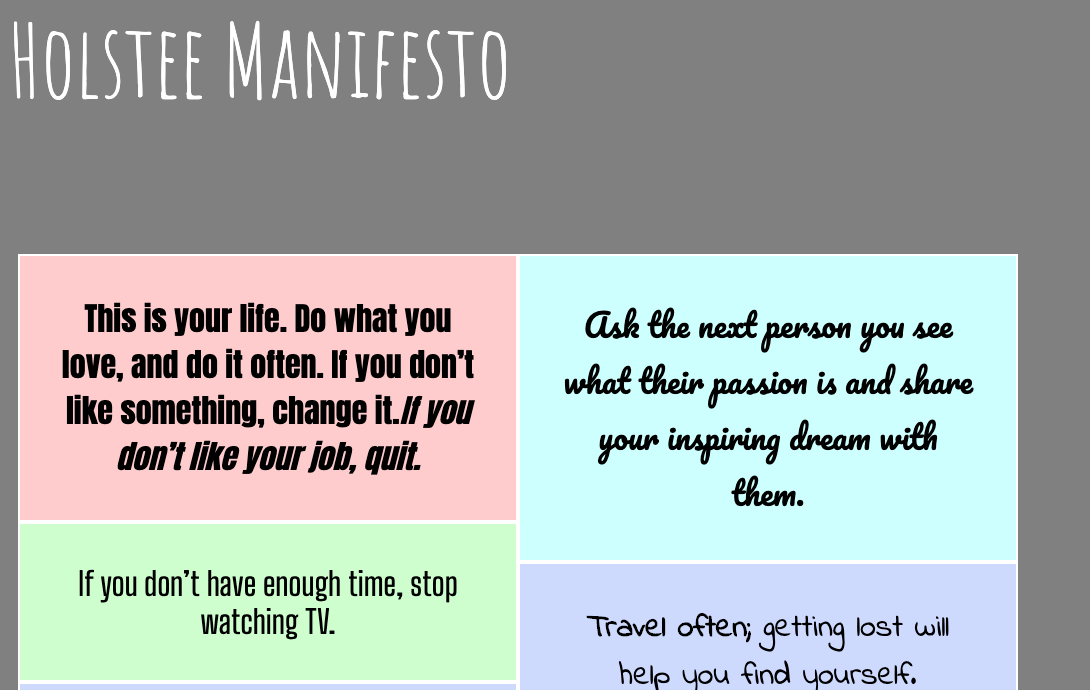 Holstee Manifesto
This is your life. Do what you
love, and do it often. If you don’t
like something, change it.If you
don’t like your job, quit.
If you don’t have enough time, stop
watching TV.
Ask the next person you see
what their passion is and share
your inspiring dream with
them.
Travel often; getting lost will
help you find yourself.